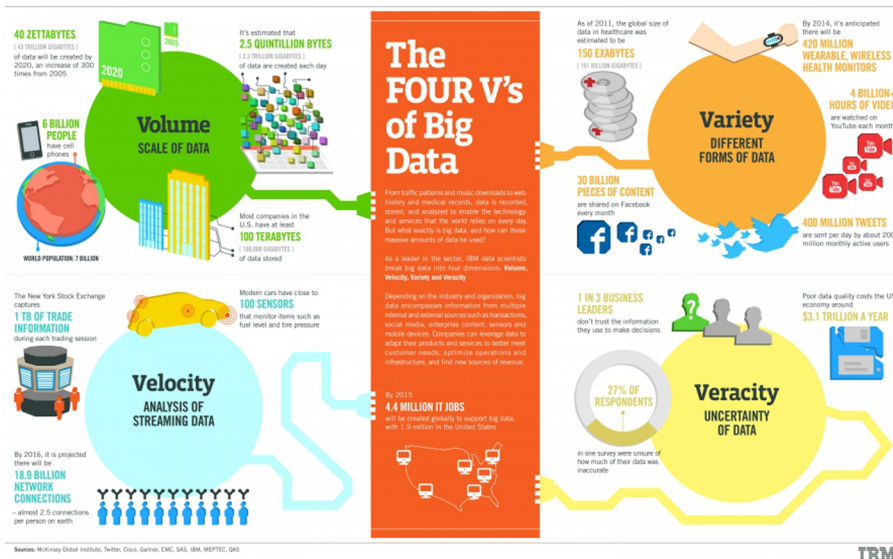 40 ZETTABYTES
[ 43 TRILLION GIGABYTES ]
of data will be created by
2020, an increase of 300
times from 2005
2020
2005
It's estimated that
2.5 QUINTILLION BYTES
[ 2.3 TRILLION GIGABYTES ]
of data are created each day
6 BILLION
PEOPLE
have cell
phones
WORLD POPULATION: 7 BILLION
Volume
SCALE OF DATA
Most companies in the
U.S. have at least
100 TERABYTES
[ 100,000 GIGABYTES ]
of data stored
The New York Stock Exchange
captures
1 TB OF TRADE
INFORMATION
during each trading session
Modern cars have close to
100 SENSORS
that monitor items such as
fuel level and tire pressure
Velocity
ANALYSIS OF
STREAMING DATA
By 2016, it is projected
there will be
18.9 BILLION
NETWORK
CONNECTIONS
– almost 2.5 connections
per person on earth
The
FOUR V's
of Big
Data
From traffic patterns and music downloads to web
history and medical records, data is recorded,
stored, and analyzed to enable the technology
and services that the world relies on every day.
But what exactly is big data, and how can these
massive amounts of data be used?
As a leader in the sector, IBM data scientists
break big data into four dimensions: Volume,
Velocity, Variety and Veracity
Depending on the industry and organization, big
data encompasses information from multiple
internal and external sources such as transactions,
social media, enterprise content, sensors and
mobile devices. Companies can leverage data to
adapt their products and services to better meet
customer needs, optimize operations and
infrastructure, and find new sources of revenue.
By 2015
4.4 MILLION IT JOBS
will be created globally to support big data,
with 1.9 million in the United States
As of 2011, the global size of
data in healthcare was
estimated to be
150 EXABYTES
[ 161 BILLION GIGABYTES ]
By 2014, it's anticipated
there will be
420 MILLION
WEARABLE, WIRELESS
HEALTH MONITORS
Variety
DIFFERENT
FORMS OF DATA
4 BILLION+
HOURS OF VIDEO
are watched on
YouTube each month
You
Tube
You
Tube
You
Tube
You
Tube
30 BILLION
PIECES OF CONTENT
are shared on Facebook
every month
f
f
f
f
f
f
400 MILLION TWEETS
are sent per day by about 200
million monthly active users
1 IN 3 BUSINESS
LEADERS
don't trust the information
they use to make decisions
?
Poor data quality costs the US
economy around
$3.1 TRILLION A YEAR
27% OF
RESPONDENTS
in one survey were unsure of
how much of their data was
inaccurate
Veracity
UNCERTAINTY
OF DATA
Sources: McKinsey Global Institute, Twitter, Cisco, Gartner, EMC, SAS, IBM, MEPTEC, QAS
IBM